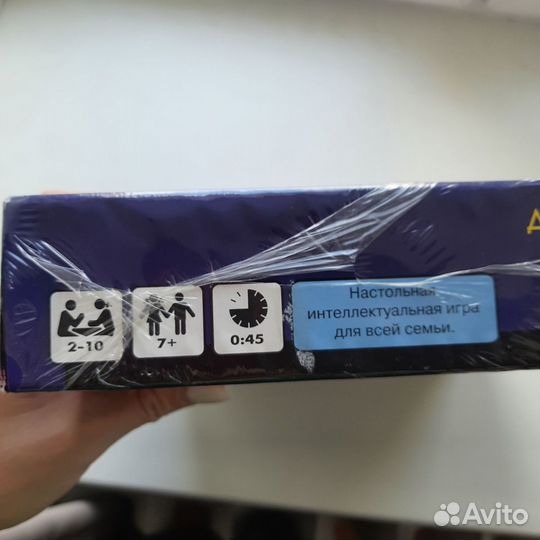 Настольная
интеллектуальная игра
для всей семьи.
2-10
7+
0:45
Avito